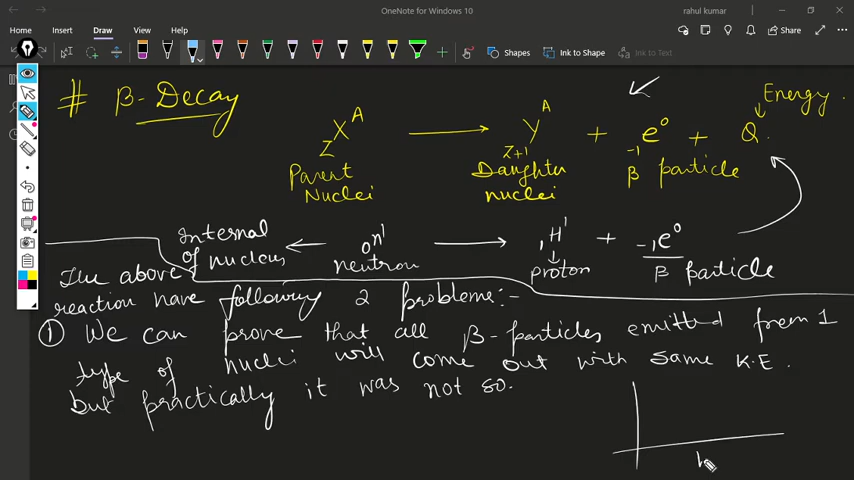 OneNote for Windows 10
rahul kumar
Home Insert Draw View Help
Share
Shapes Ink to Shape Ink to Text
# β-Decay
Energy.
ZXᴬ → Z+1Yᴬ + -1e⁰ + Q.
Parent Nuclei
Daughter nuclei
β particle
Internal of nucleus ← 0n¹ → 1H¹ + -1e⁰
neutron
proton
β particle
The above
reaction have following 2 problems:-
① We can prove that all β-particles emitted from 1
type of nuclei will come out with same K.E.
but practically it was not so.